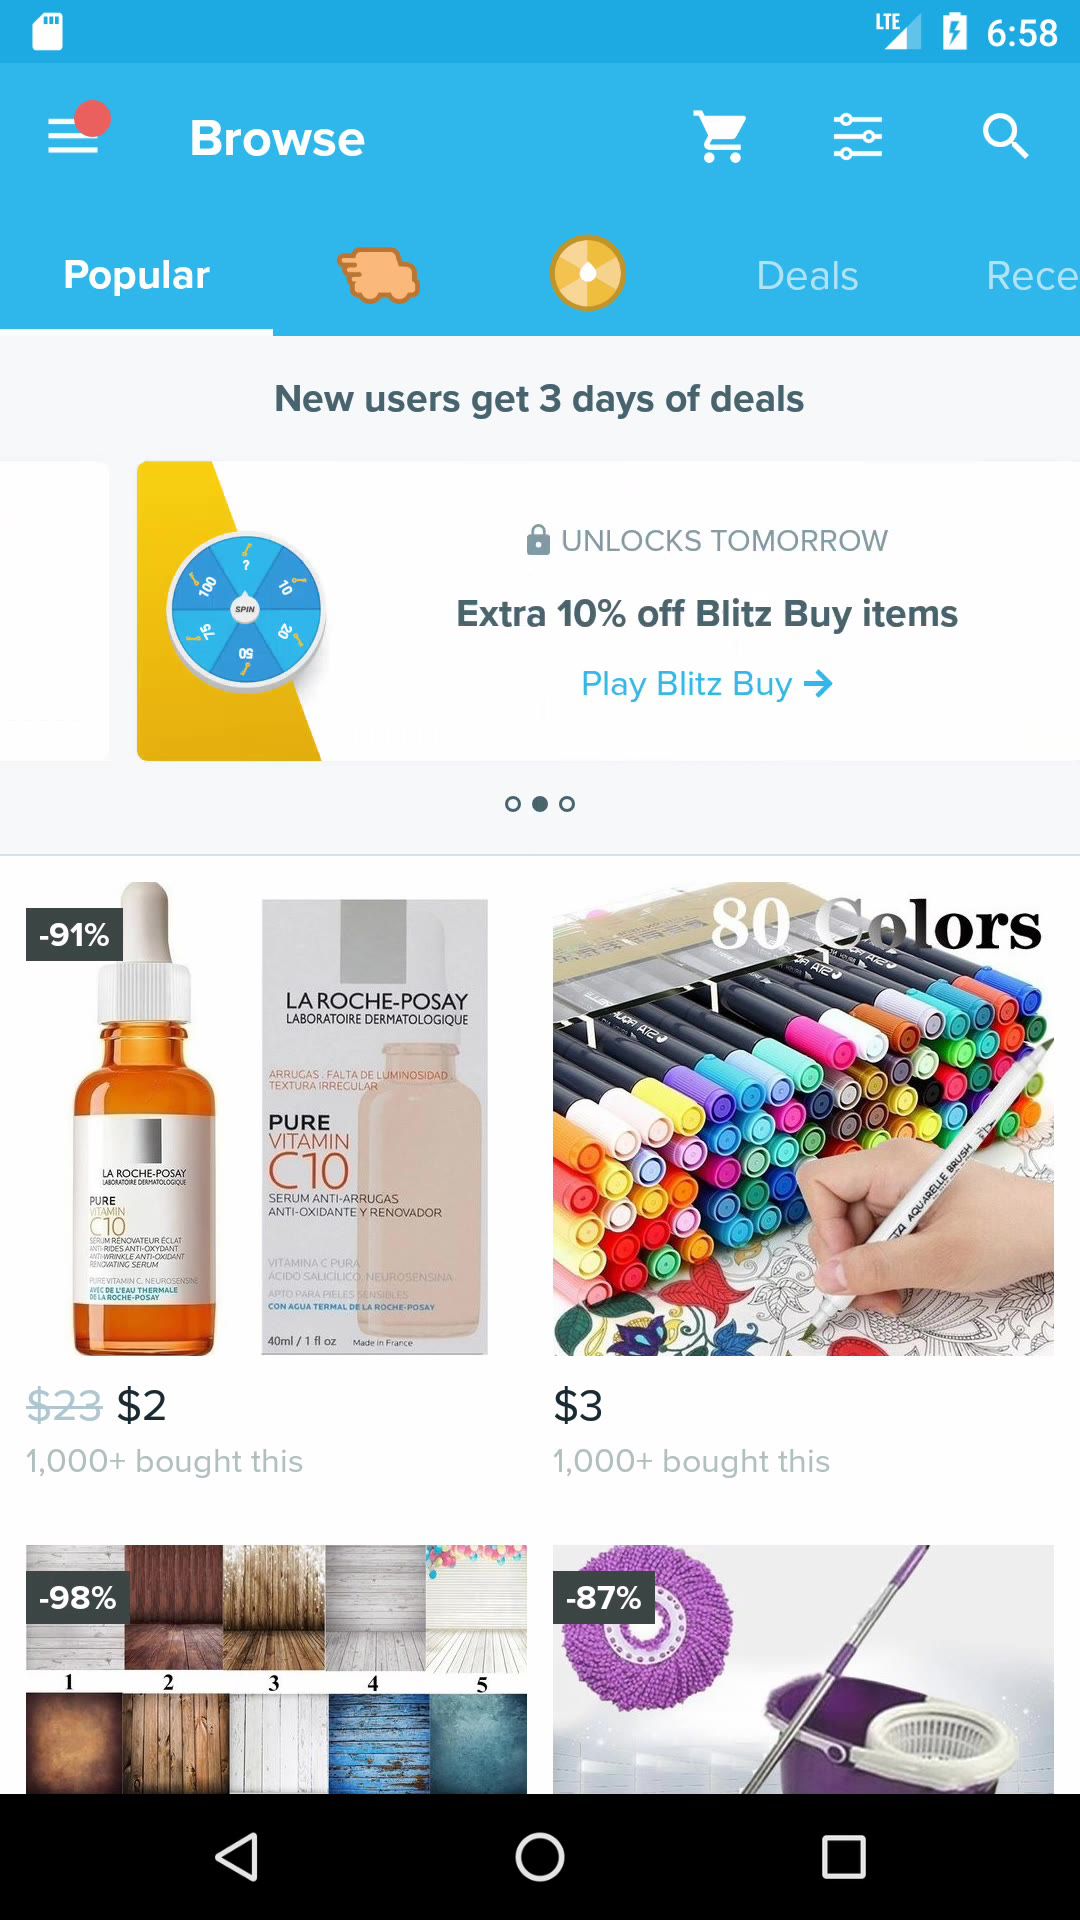 LTE 6:58
Browse
Popular Deals Rece
New users get 3 days of deals
UNLOCKS TOMORROW
Extra 10% off Blitz Buy items
Play Blitz Buy
? 10 20 50 75 100
SPIN
-91%
LA ROCHE-POSAY
LABORATOIRE DERMATOLOGIQUE
PURE
VITAMIN
C10
SÉRUM RÉNOVATEUR ÉCLAT
ANTI-RIDES ANTI-OXYDANT
ANTI-WRINKLE ANTI-OXIDANT
RENOVATING SERUM
PURE VITAMIN C. NEUROSENSINE
AVEC DE L'EAU THERMALE
DE LA ROCHE-POSAY
LA ROCHE-POSAY
LABORATOIRE DERMATOLOGIQUE
ARRUGAS . FALTA DE LUMINOSIDAD
TEXTURA IRREGULAR
PURE
VITAMIN
C10
SERUM ANTI-ARRUGAS
ANTI-OXIDANTE Y RENOVADOR
VITAMINA C PURA
ÁCIDO SALICÍLICO. NEUROSENSINA
APTO PARA PIELES SENSIBLES
CON AGUA TERMAL DE LA ROCHE-POSAY
40ml / 1 fl oz Made in France
80 Colors
STA AQUARELLE BRUSH
$23 $2
1,000+ bought this
$3
1,000+ bought this
-98%
1 2 3 4 5
-87%